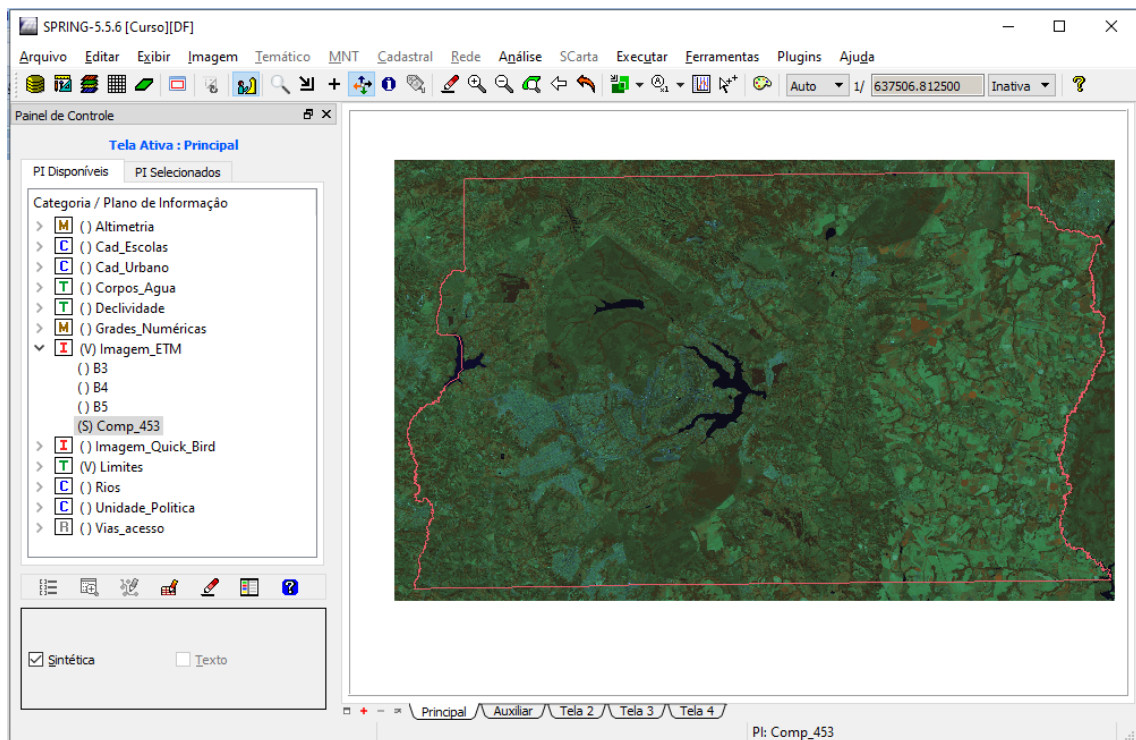 SPRING-5.5.6 [Curso][DF]
Arquivo Editar Exibir Imagem Temático MNT Cadastral Rede Análise SCarta Executar Ferramentas Plugins Ajuda
Auto 1/ 637506.812500 Inativa
Painel de Controle
Tela Ativa : Principal
PI Disponíveis PI Selecionados
Categoria / Plano de Informação
M () Altimetria
C () Cad_Escolas
C () Cad_Urbano
T () Corpos_Agua
T () Declividade
M () Grades_Numéricas
I (V) Imagem_ETM
() B3
() B4
() B5
(S) Comp_453
I () Imagem_Quick_Bird
T (V) Limites
C () Rios
C () Unidade_Politica
R () Vias_acesso
Sintética Texto
Principal Auxiliar Tela 2 Tela 3 Tela 4
PI: Comp_453